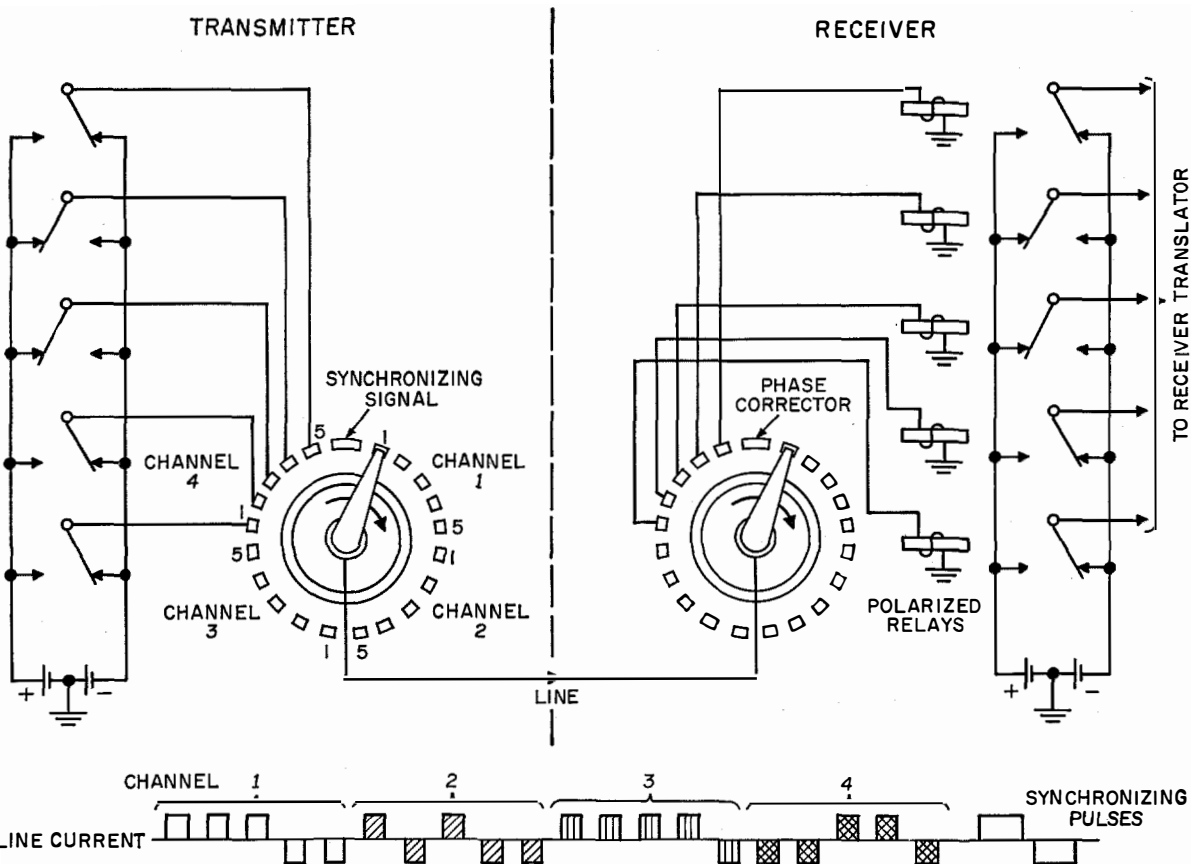 TRANSMITTER
RECEIVER
SYNCHRONIZING
SIGNAL
PHASE
CORRECTOR
5
1
CHANNEL
4
CHANNEL
1
1
5
5
1
CHANNEL
3
CHANNEL
2
1
5
POLARIZED
RELAYS
TO RECEIVER TRANSLATOR
+
-
+
-
LINE
CHANNEL 1 2 3 4
SYNCHRONIZING
PULSES
LINE CURRENT